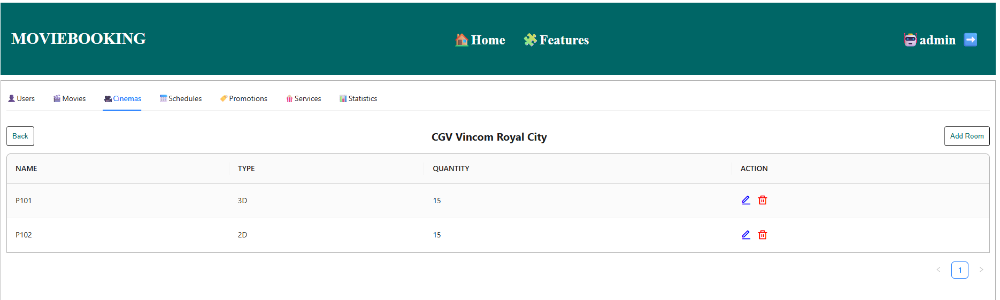 MOVIEBOOKING Home Features admin
Users Movies Cinemas Schedules Promotions Services Statistics
Back CGV Vincom Royal City Add Room
NAME TYPE QUANTITY ACTION
P101 3D 15
P102 2D 15
< 1 >